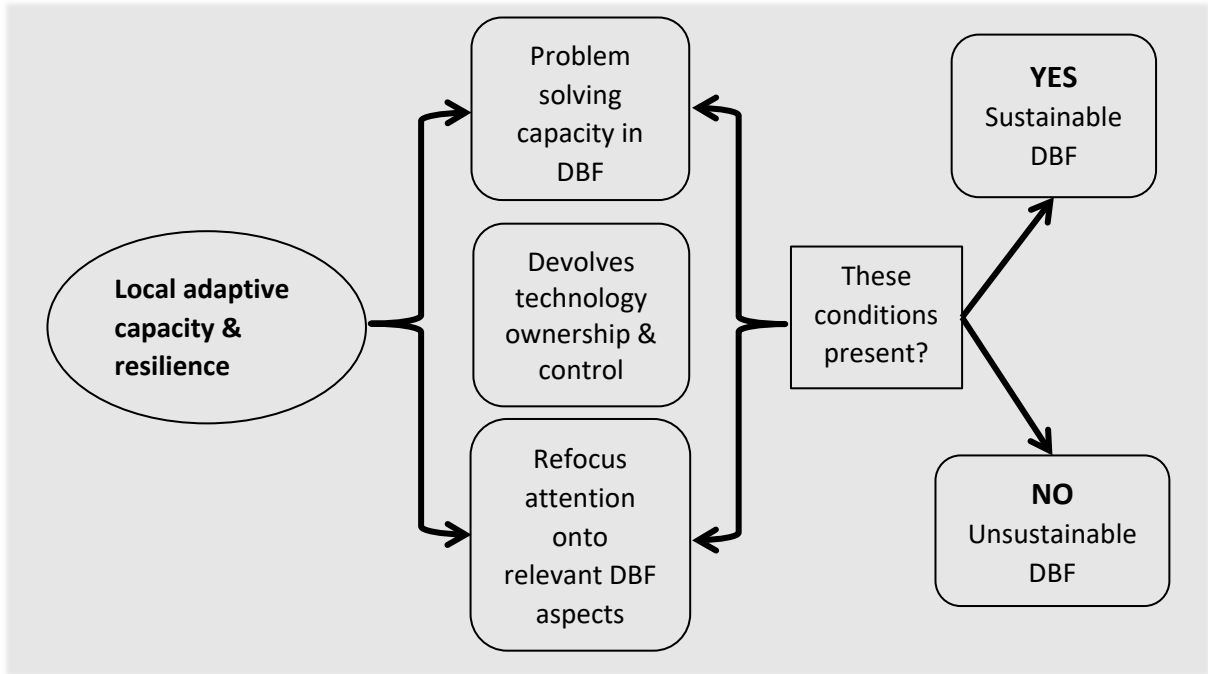 Local adaptive
capacity &
resilience
Problem
solving
capacity in
DBF
Devolves
technology
ownership &
control
Refocus
attention
onto
relevant DBF
aspects
These
conditions
present?
YES
Sustainable
DBF
NO
Unsustainable
DBF